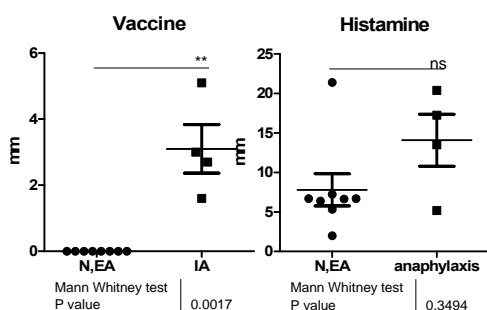 Vaccine
**
6
4
2
0
mm
N,EA
IA
Mann Whitney test
P value 0.0017
Histamine
ns
25
20
15
10
5
0
mm
N,EA
anaphylaxis
Mann Whitney test
P value 0.3494